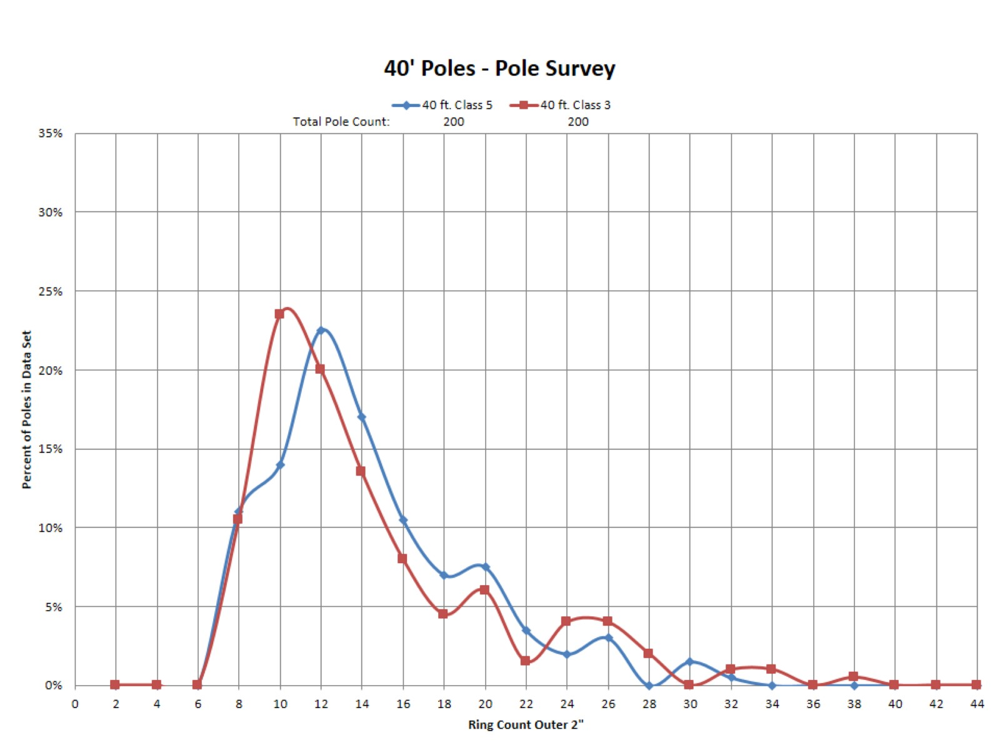 40' Poles - Pole Survey
40 ft. Class 5 40 ft. Class 3
Total Pole Count: 200 200
35%
30%
25%
20%
15%
10%
5%
0%
Percent of Poles in Data Set
0 2 4 6 8 10 12 14 16 18 20 22 24 26 28 30 32 34 36 38 40 42 44
Ring Count Outer 2"